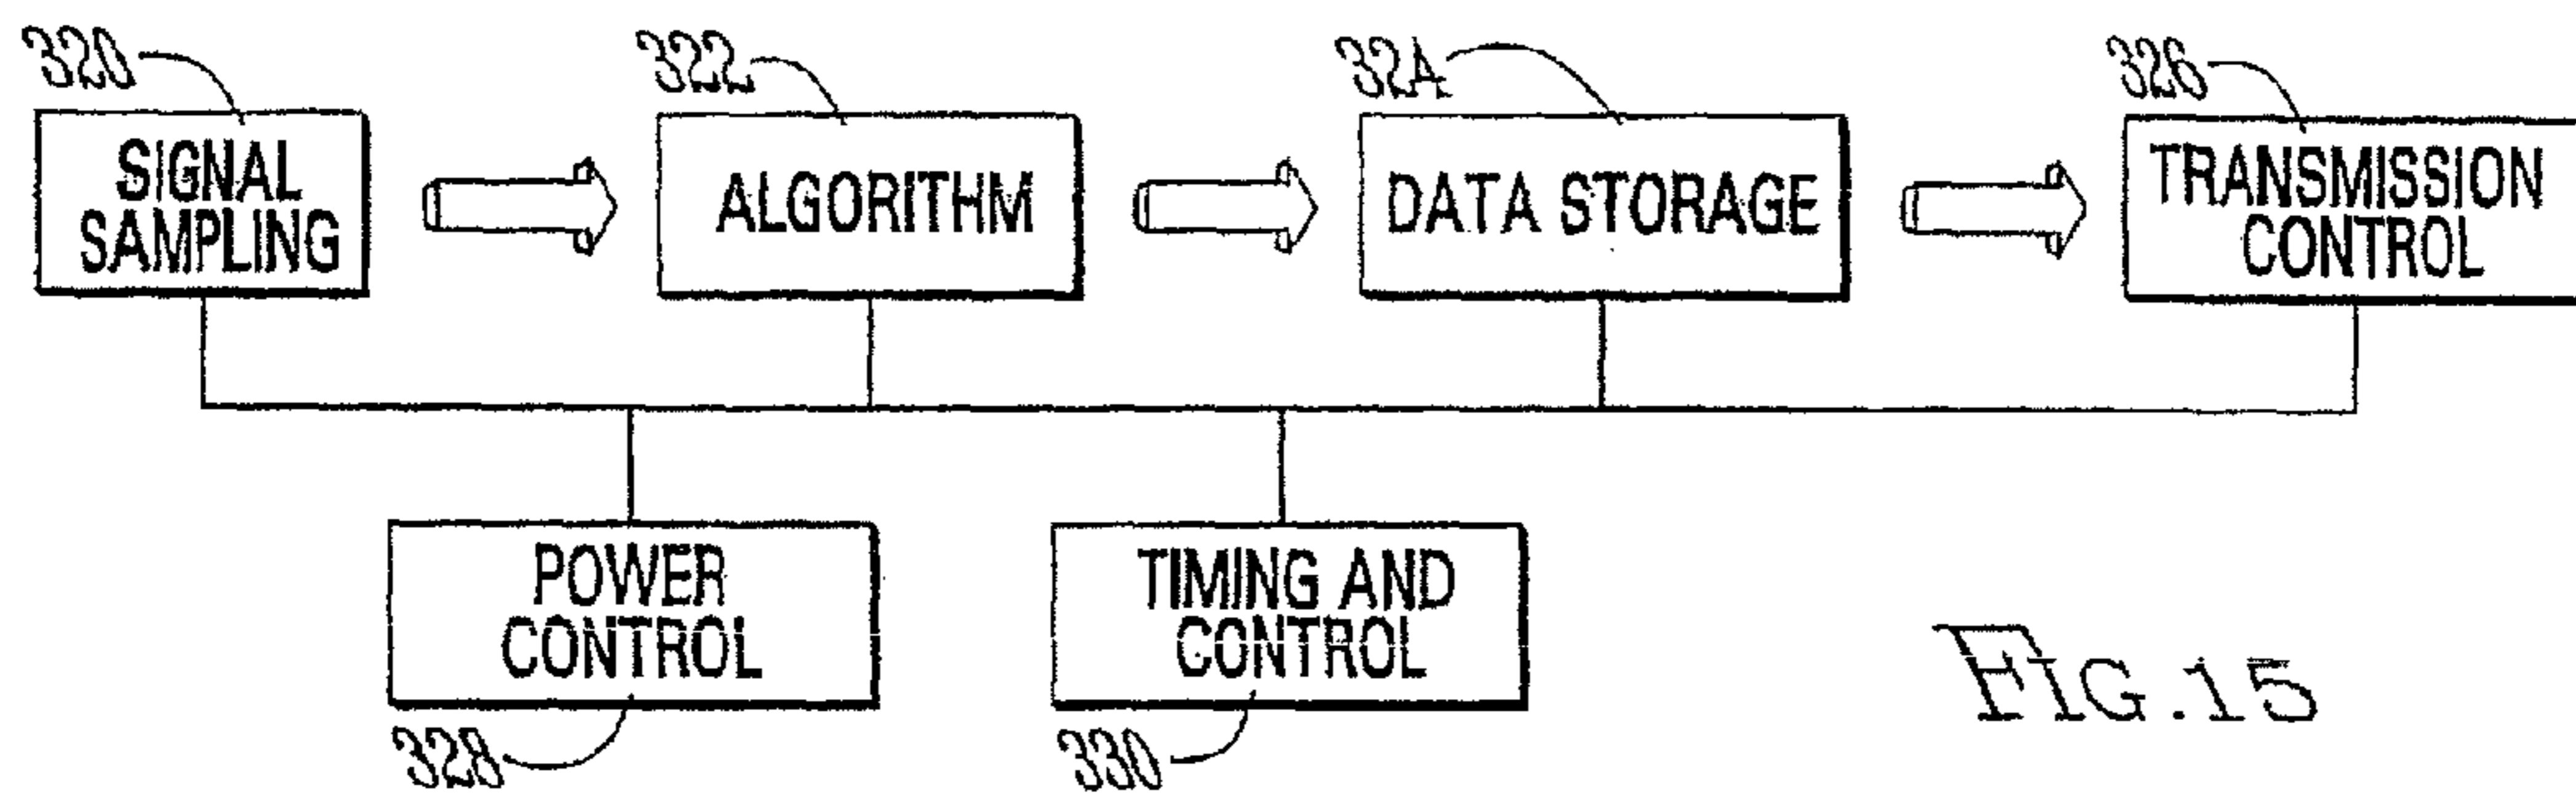 320
322
324
326
SIGNAL
SAMPLING
ALGORITHM
DATA STORAGE
TRANSMISSION
CONTROL
POWER
CONTROL
TIMING AND
CONTROL
328
330
FIG.15